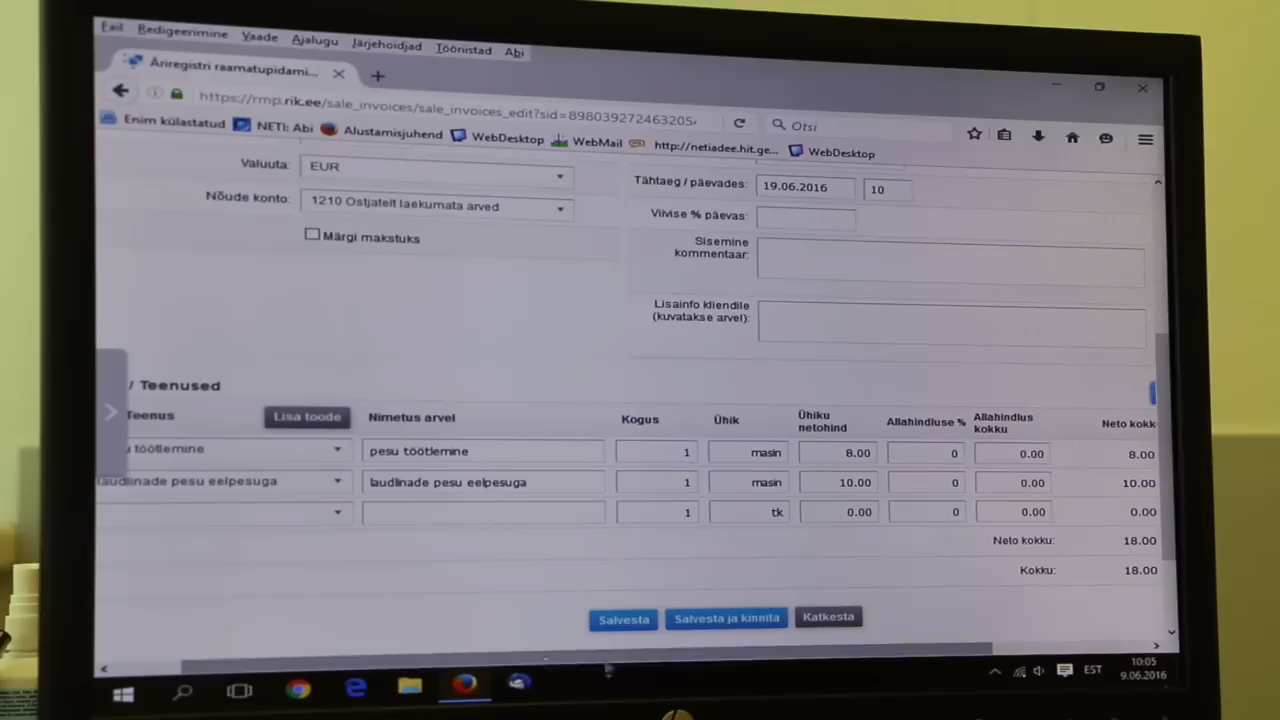 Fail Redigeerimine Vaade Ajalugu Järjehoidjad Tööriistad Abi
Äriregistri raamatupidami...
https://rmp.rik.ee/sale_invoices/sale_invoices_edit?sid=898039272463205
Otsi
Enim külastatud NETI: Abi Alustamisjuhend WebDesktop WebMail http://netiadee.hit.ge... WebDesktop
Valuuta: EUR
Tähtaeg / päevades: 19.06.2016 10
Nõude konto: 1210 Ostjatelt laekumata arved
Viivise % päevas:
Märgi makstuks
Sisemine
kommentaar:
Lisainfo kliendile
(kuvatakse arvel):
/ Teenused
Teenus Lisa toode Nimetus arvel Kogus Ühik Ühiku netohind Allahindluse % Allahindlus kokku Neto kokk
töötlemine pesu töötlemine 1 masin 8.00 0 0.00 8.00
laudlinade pesu eelpesuga laudlinade pesu eelpesuga 1 masin 10.00 0 0.00 10.00
1 tk 0.00 0 0.00 0.00
Neto kokku: 18.00
Kokku: 18.00
Salvesta Salvesta ja kinnita Katkesta
EST 10:05
9.06.2016